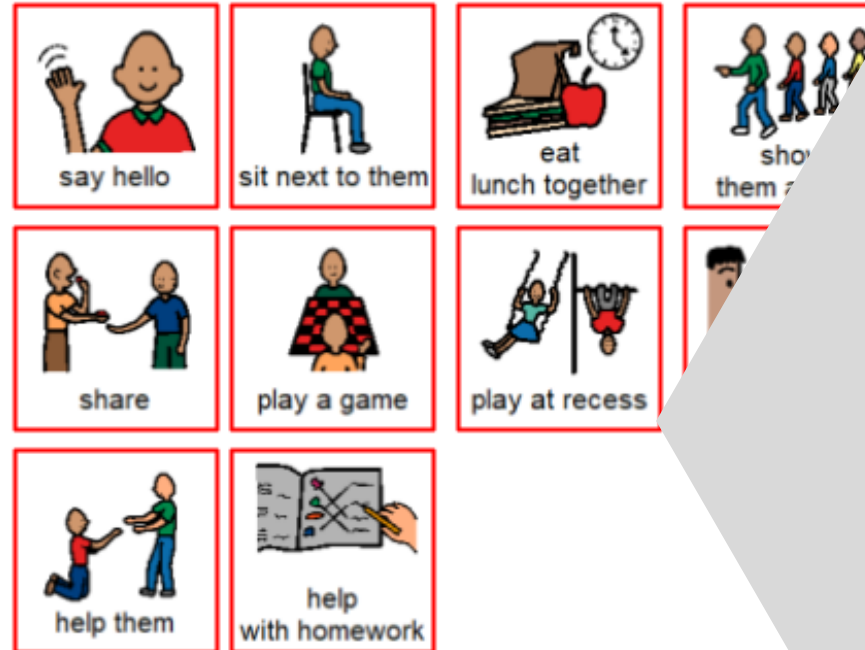 say hello
sit next to them
eat
lunch together
them
share
play a game
play at recess
help them
help
with homework